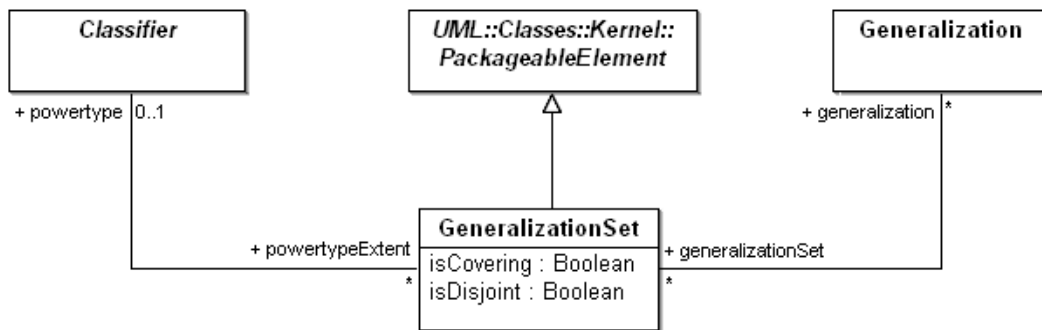 Classifier
UML::Classes::Kernel::
PackageableElement
Generalization
+ powertype 0..1
+ generalization *
GeneralizationSet
+ powertypeExtent
*
isCovering : Boolean
isDisjoint : Boolean
+ generalizationSet
*